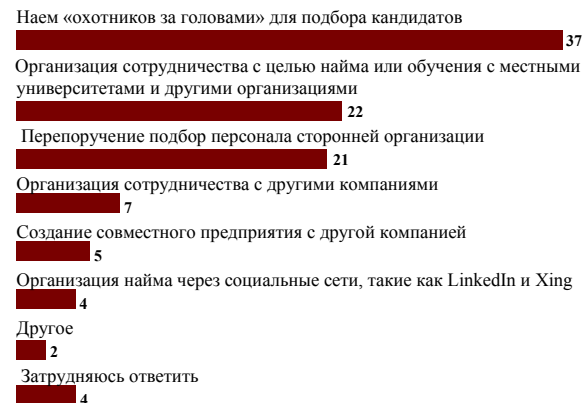 Наем «охотников за головами» для подбора кандидатов
37
Организация сотрудничества с целью найма или обучения с местными
университетами и другими организациями
22
Перепоручение подбор персонала сторонней организации
21
Организация сотрудничества с другими компаниями
7
Создание совместного предприятия с другой компанией
5
Организация найма через социальные сети, такие как LinkedIn и Xing
4
Другое
2
Затрудняюсь ответить
4